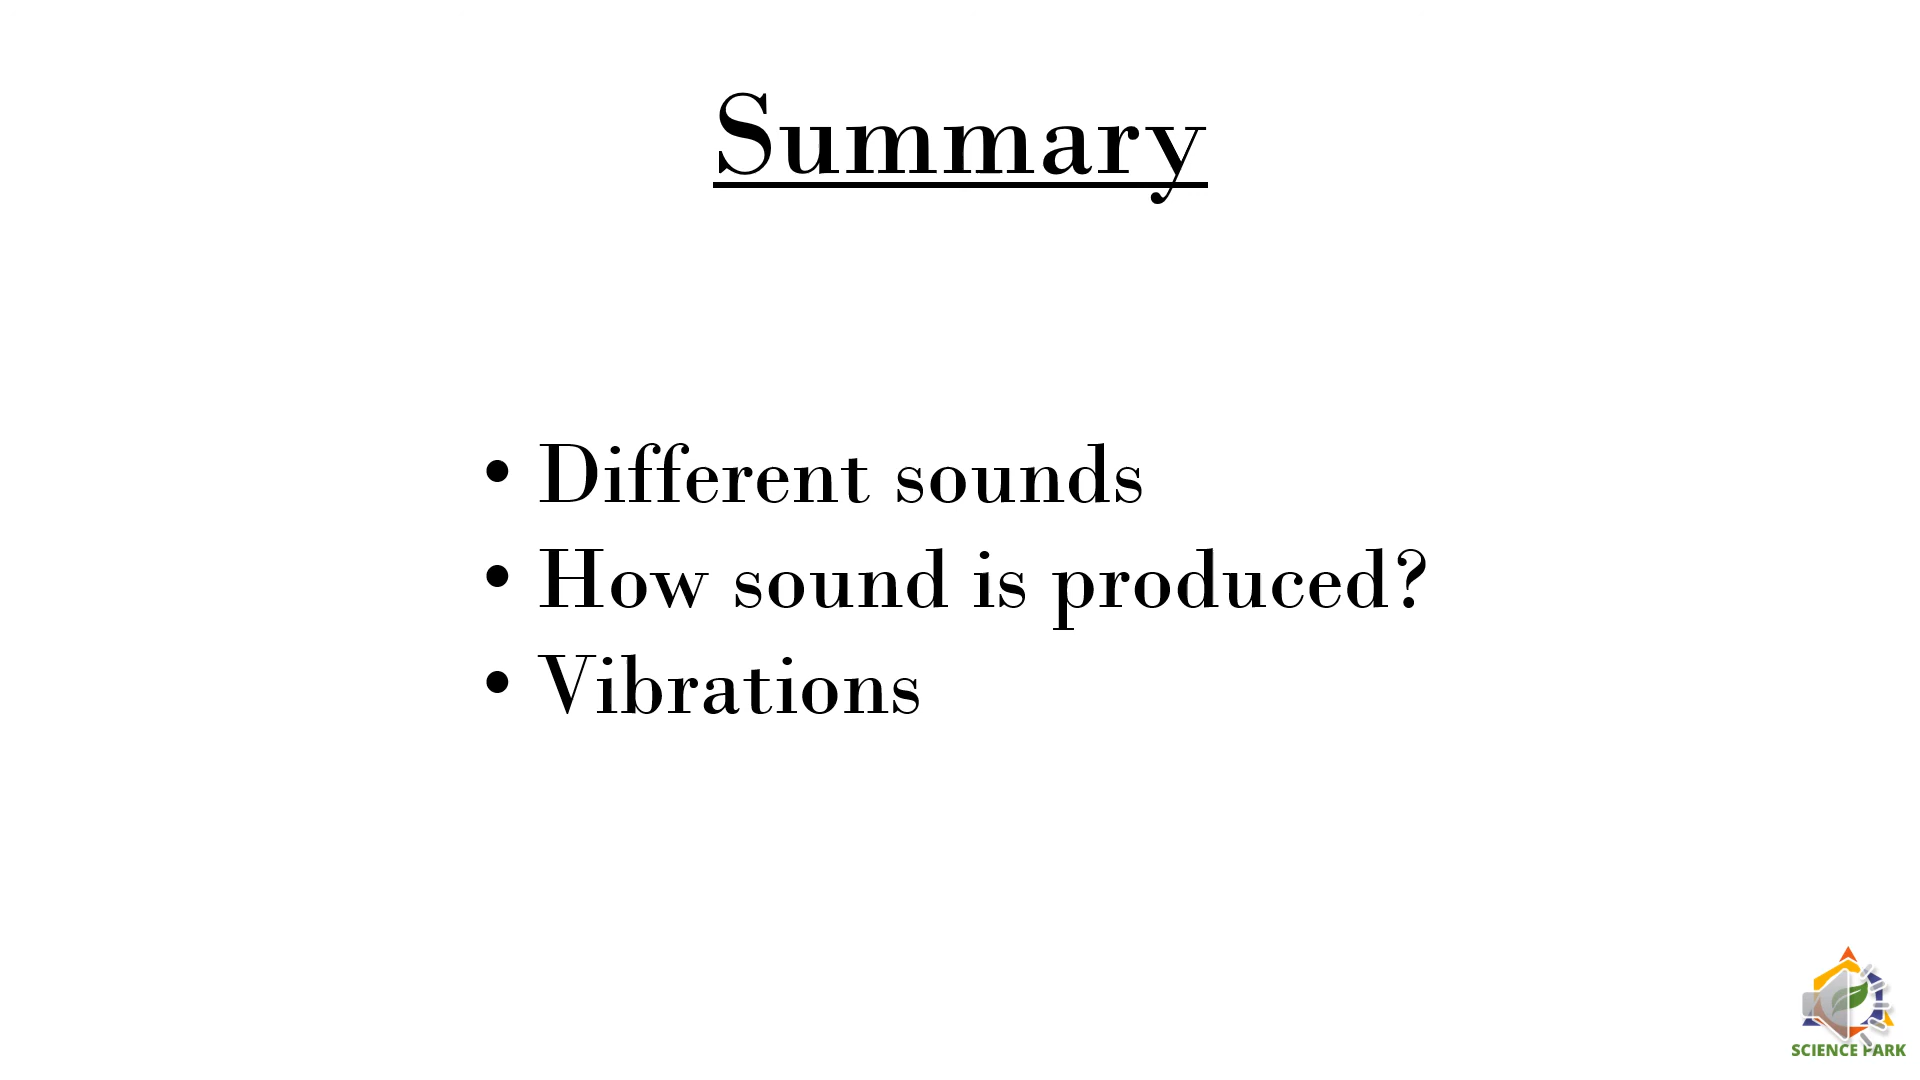 Summary
• Different sounds
• How sound is produced?
• Vibrations
SCIENCE PARK